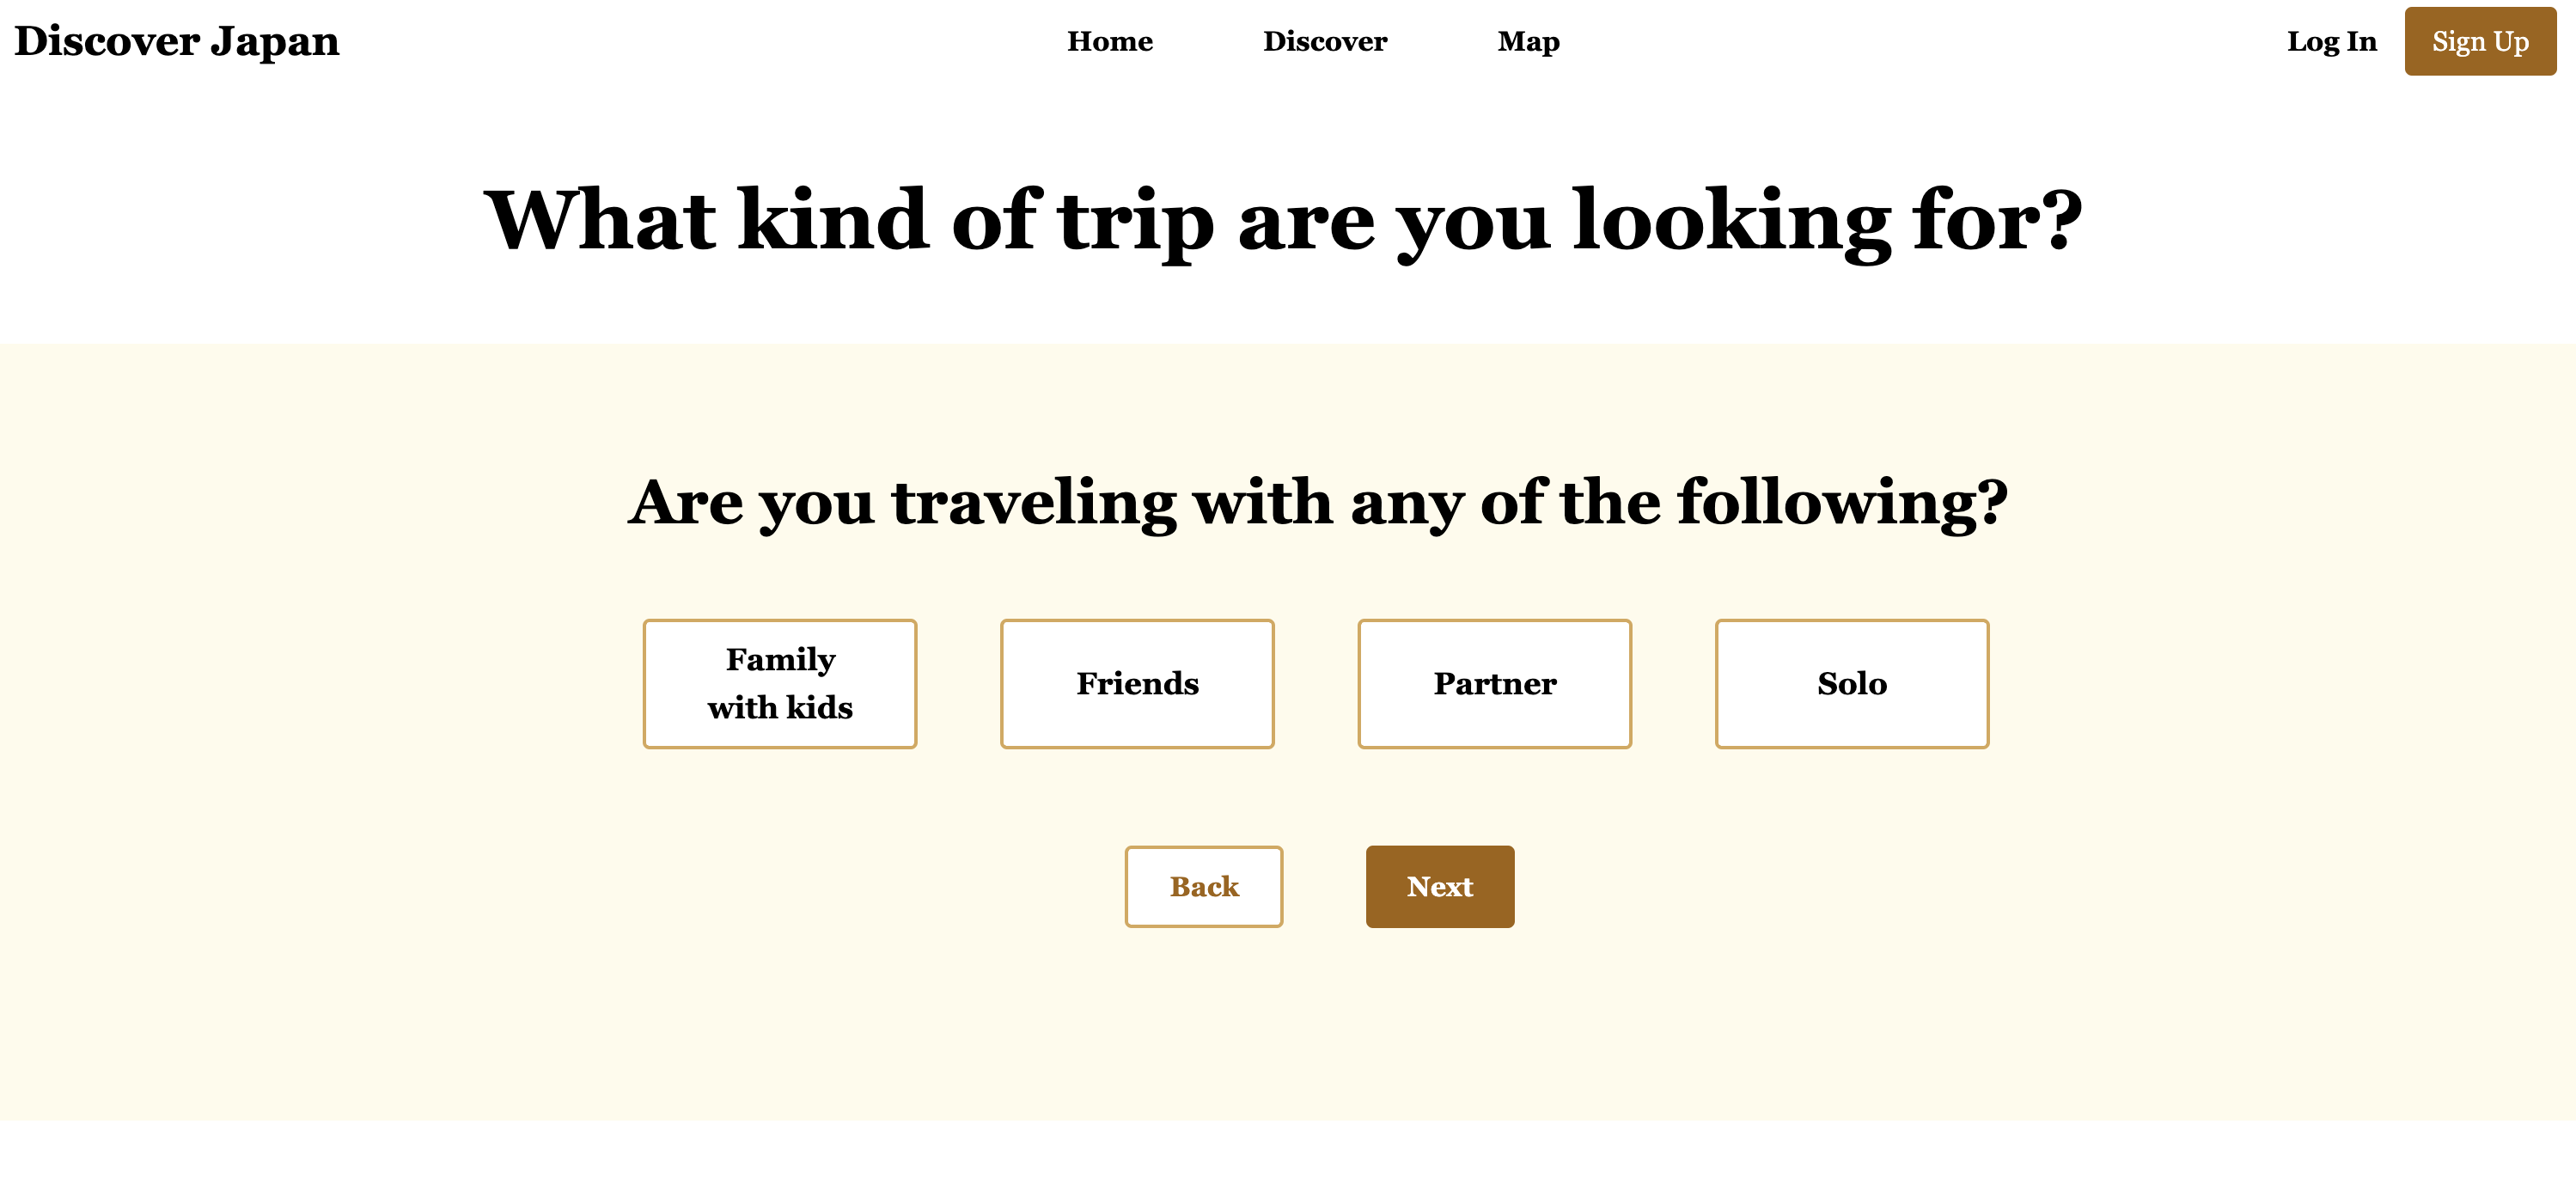 Discover Japan
Home
Discover
Map
Log In
Sign Up
What kind of trip are you looking for?
Are you traveling with any of the following?
Family
with kids
Friends
Partner
Solo
Back
Next